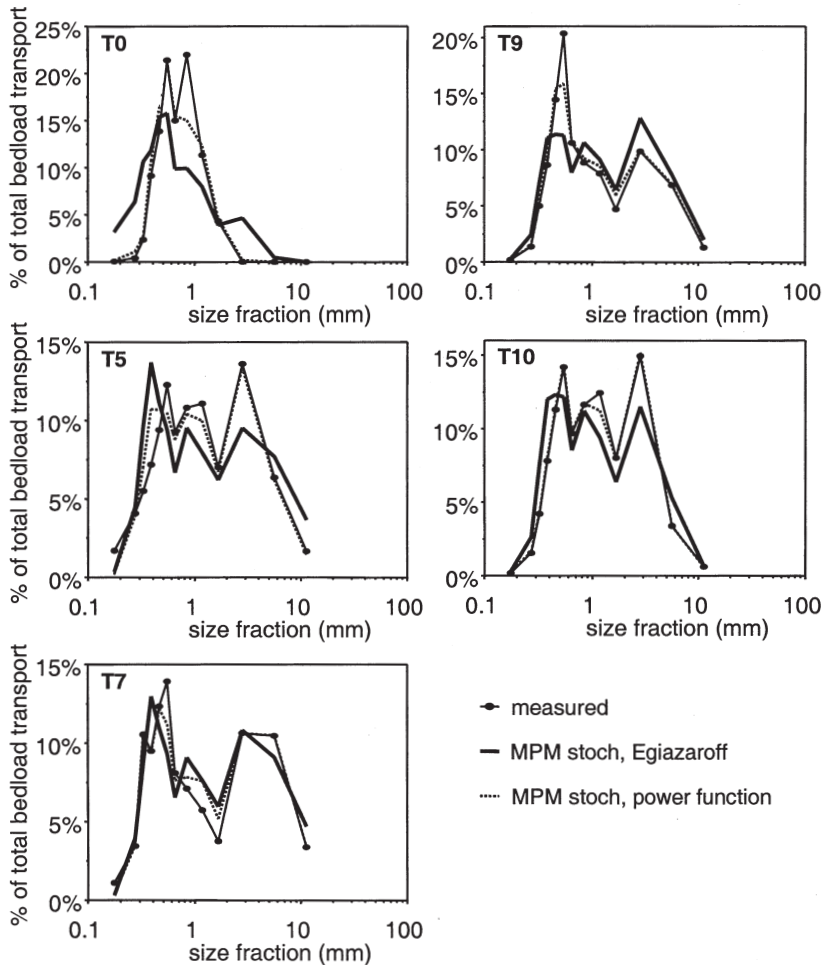 T0
% of total bedload transport
25%
20%
15%
10%
5%
0%
0.1
1
10
100
size fraction (mm)
T9
20%
15%
10%
5%
0%
0.1
1
10
100
size fraction (mm)
T5
% of total bedload transport
15%
10%
5%
0%
0.1
1
10
100
size fraction (mm)
T10
15%
10%
5%
0%
0.1
1
10
100
size fraction (mm)
T7
% of total bedload transport
15%
10%
5%
0%
0.1
1
10
100
size fraction (mm)
measured
MPM stoch, Egiazaroff
MPM stoch, power function